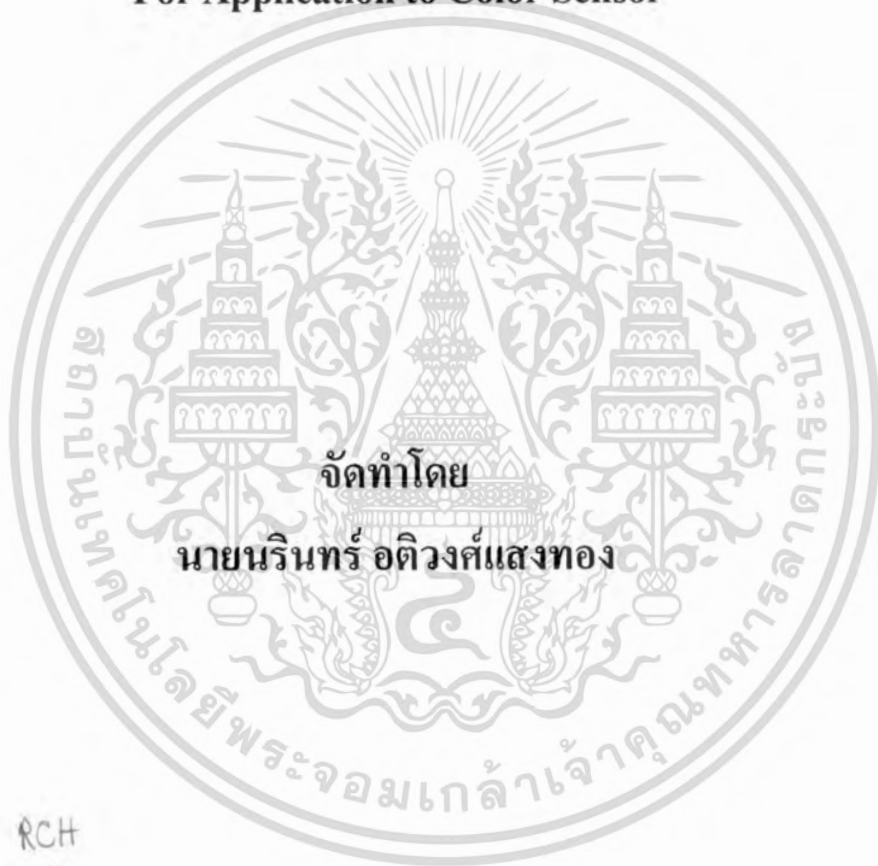 For Application to Color Sensor
จัดทำโดย
นายนรินทร์ อติวงศ์แสงทอง
สถาบันเทคโนโลยีพระจอมเกล้าเจ้าคุณทหารลาดกระบัง
RCH